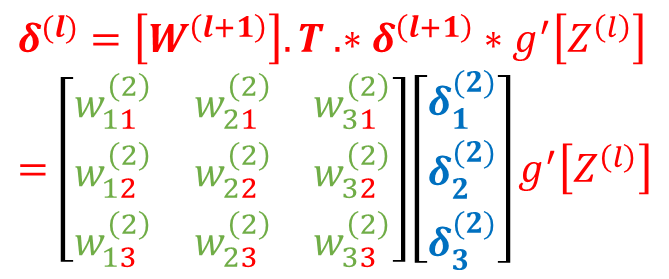 δ^(l) = [W^(l+1)].T .* δ^(l+1) * g′[Z^(l)]
= [w_11^(2) w_21^(2) w_31^(2)] [δ_1^(2)]
[w_12^(2) w_22^(2) w_32^(2)] [δ_2^(2)] g′[Z^(l)]
[w_13^(2) w_23^(2) w_33^(2)] [δ_3^(2)]